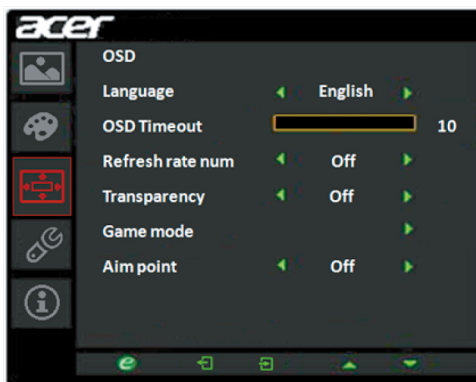 acer
OSD
Language English
OSD Timeout 10
Refresh rate num Off
Transparency Off
Game mode
Aim point Off
e